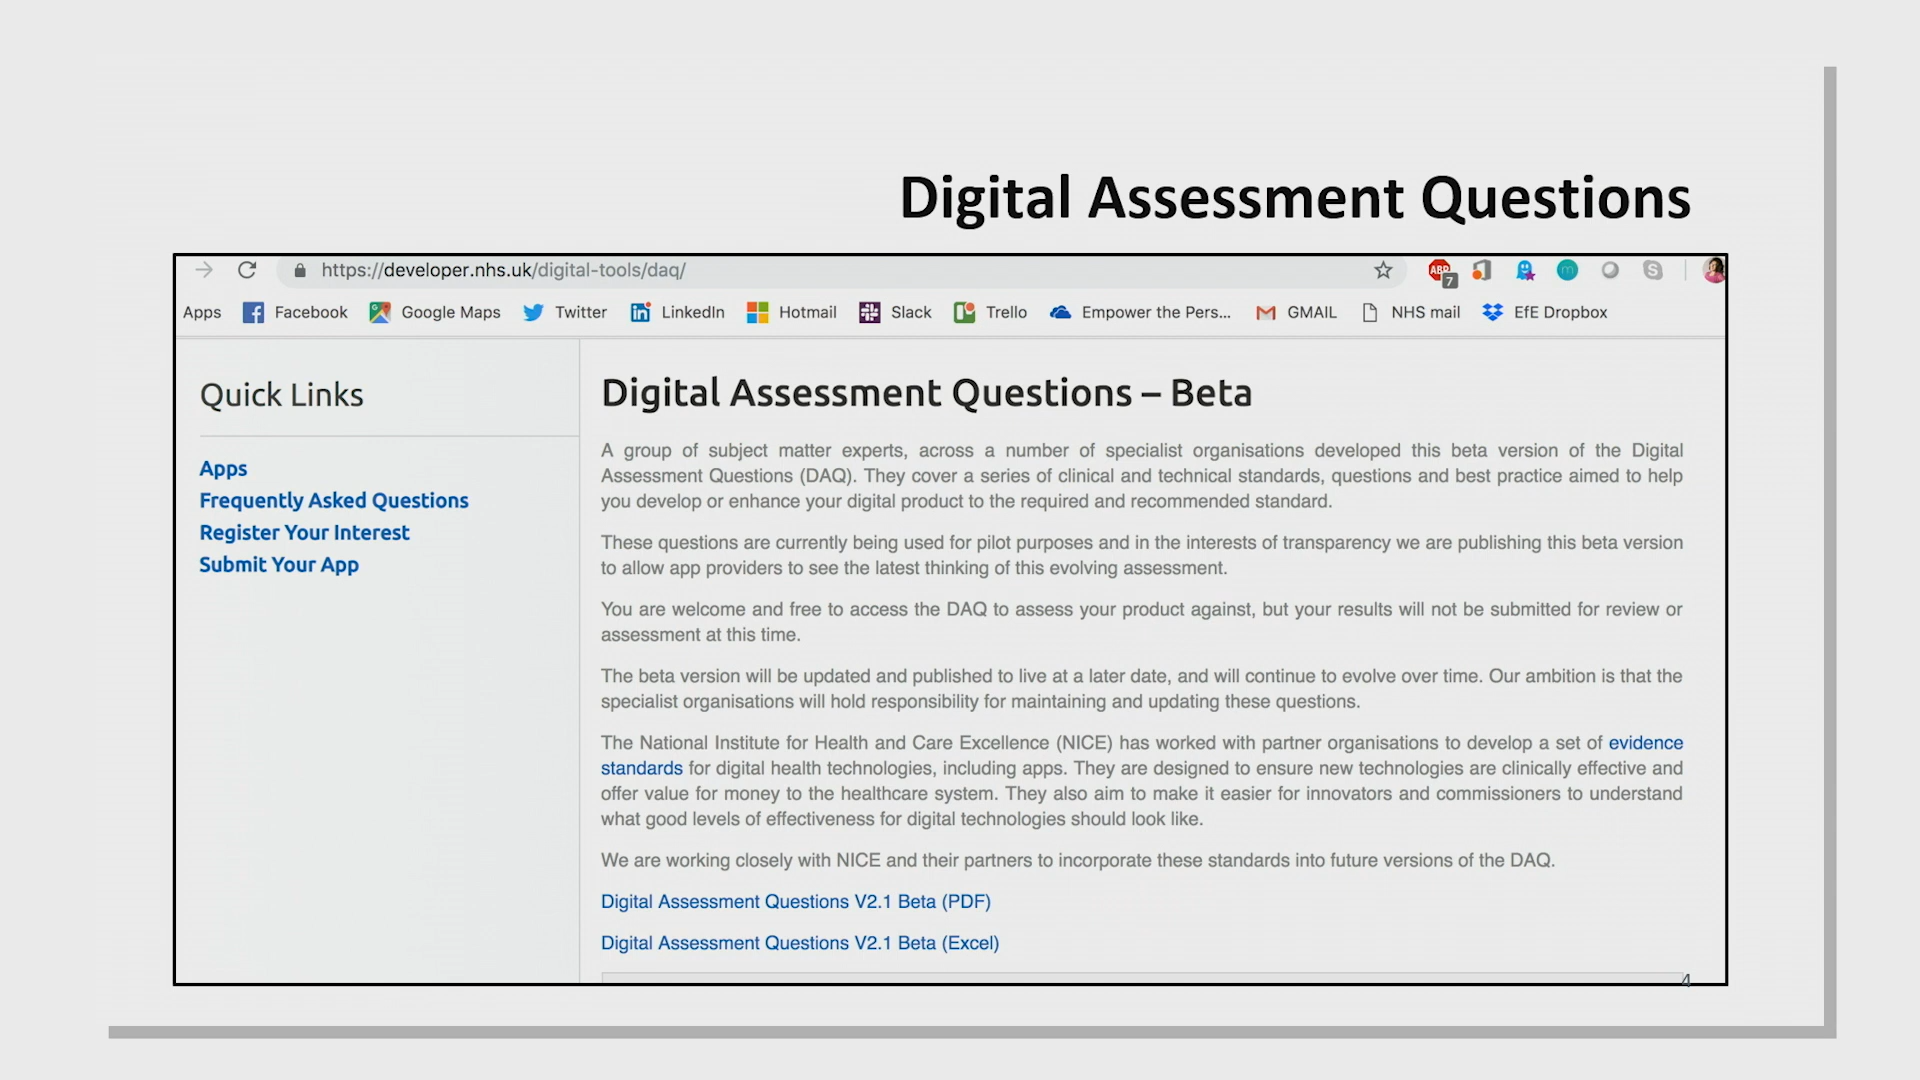 Digital Assessment Questions
https://developer.nhs.uk/digital-tools/daq/
ABP
7
m
S
Apps
Facebook
Google Maps
Twitter
LinkedIn
Hotmail
Slack
Trello
Empower the Pers...
GMAIL
NHS mail
EfE Dropbox
Quick Links
Apps
Frequently Asked Questions
Register Your Interest
Submit Your App
Digital Assessment Questions – Beta
A group of subject matter experts, across a number of specialist organisations developed this beta version of the Digital
Assessment Questions (DAQ). They cover a series of clinical and technical standards, questions and best practice aimed to help
you develop or enhance your digital product to the required and recommended standard.
These questions are currently being used for pilot purposes and in the interests of transparency we are publishing this beta version
to allow app providers to see the latest thinking of this evolving assessment.
You are welcome and free to access the DAQ to assess your product against, but your results will not be submitted for review or
assessment at this time.
The beta version will be updated and published to live at a later date, and will continue to evolve over time. Our ambition is that the
specialist organisations will hold responsibility for maintaining and updating these questions.
The National Institute for Health and Care Excellence (NICE) has worked with partner organisations to develop a set of evidence
standards for digital health technologies, including apps. They are designed to ensure new technologies are clinically effective and
offer value for money to the healthcare system. They also aim to make it easier for innovators and commissioners to understand
what good levels of effectiveness for digital technologies should look like.
We are working closely with NICE and their partners to incorporate these standards into future versions of the DAQ.
Digital Assessment Questions V2.1 Beta (PDF)
Digital Assessment Questions V2.1 Beta (Excel)
4